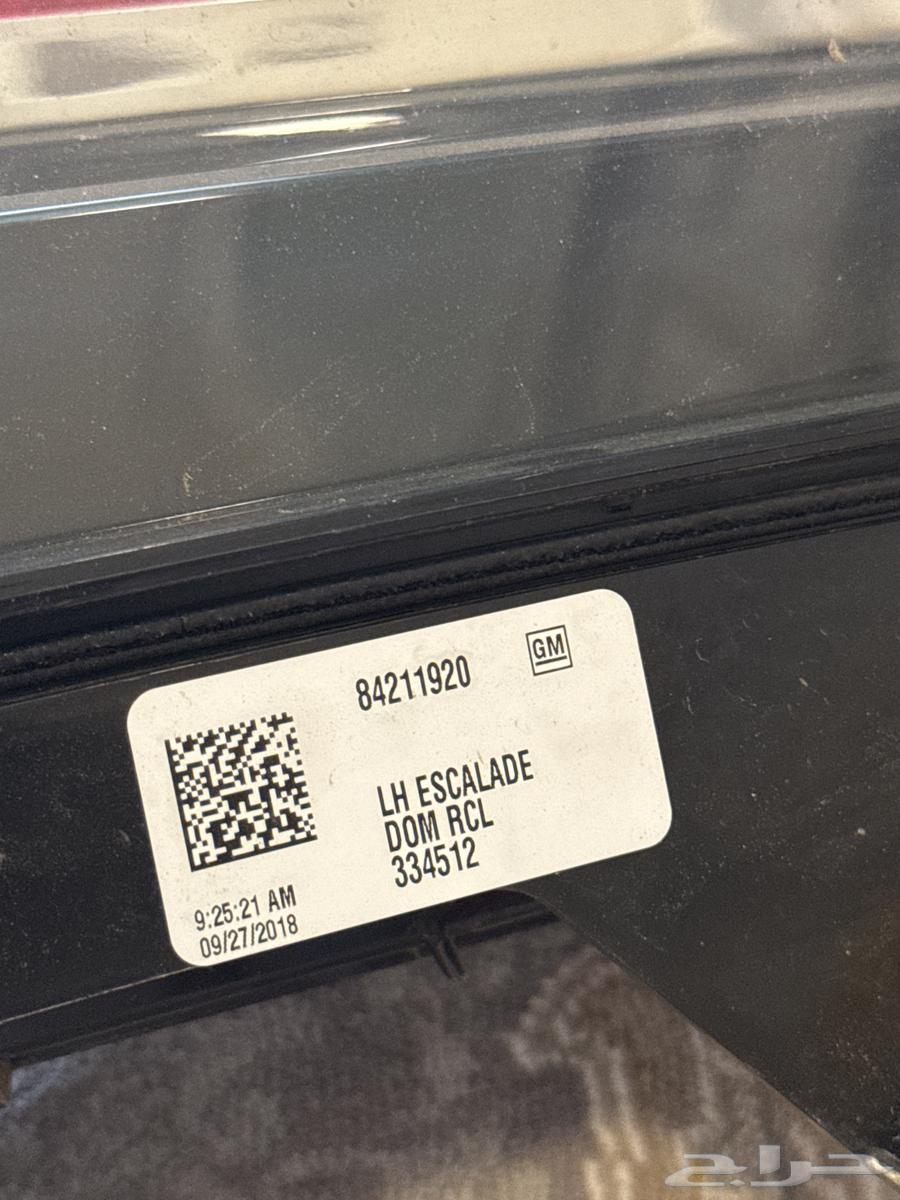 84211920
GM
LH ESCALADE
DOM RCL
334512
9:25:21 AM
09/27/2018
حراج